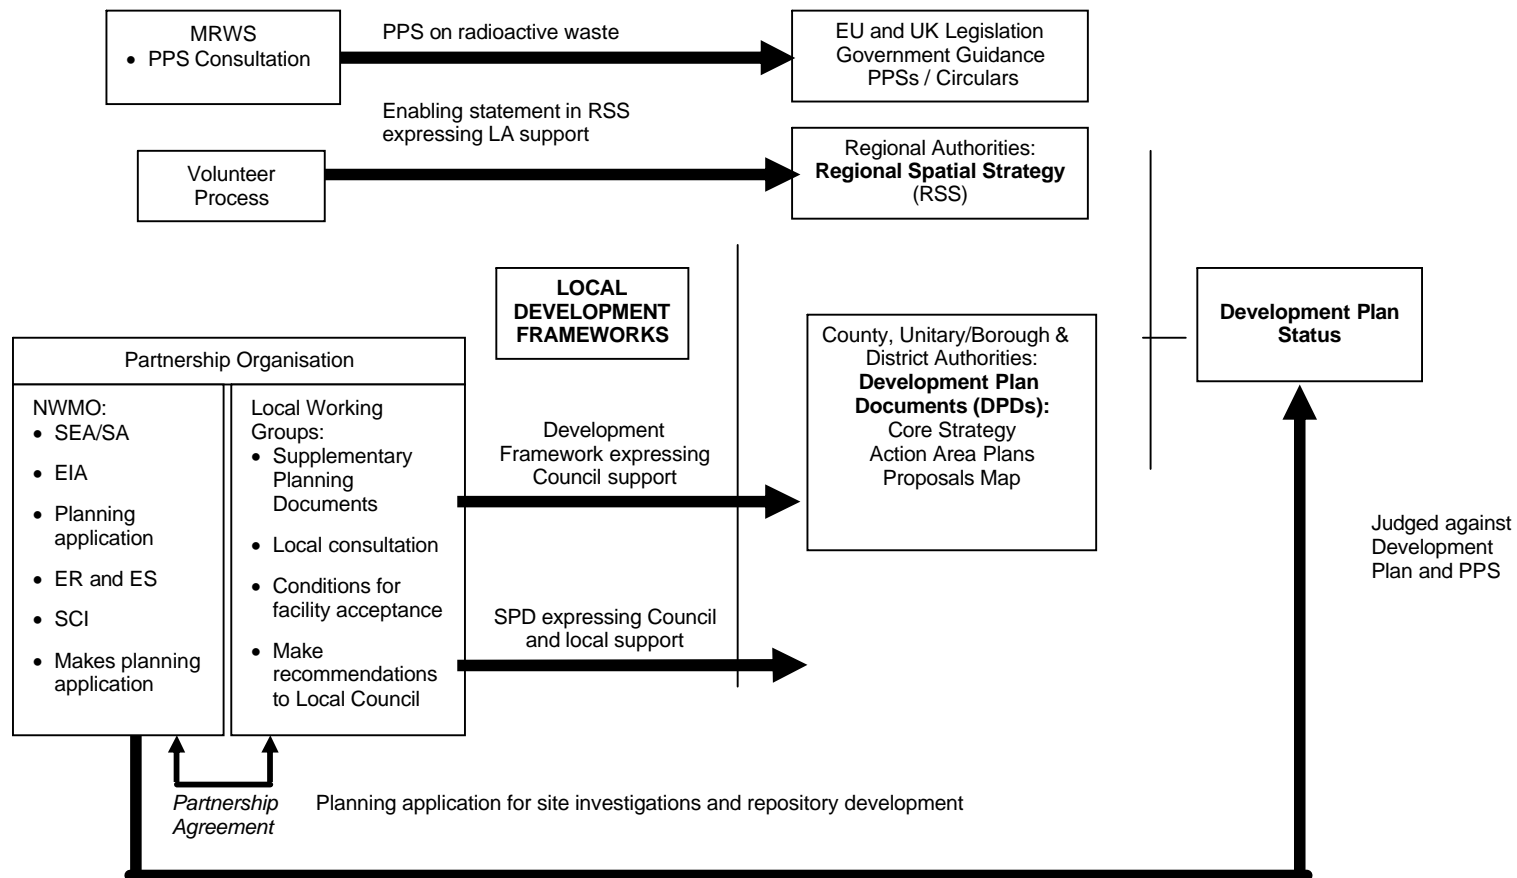 MRWS
• PPS Consultation
PPS on radioactive waste
EU and UK Legislation
Government Guidance
PPSs / Circulars
Enabling statement in RSS
expressing LA support
Volunteer
Process
Regional Authorities:
Regional Spatial Strategy
(RSS)
LOCAL
DEVELOPMENT
FRAMEWORKS
Development Plan
Status
County, Unitary/Borough &
District Authorities:
Development Plan
Documents (DPDs):
Core Strategy
Action Area Plans
Proposals Map
Partnership Organisation
NWMO:
• SEA/SA
• EIA
• Planning
application
• ER and ES
• SCI
• Makes planning
application
Local Working
Groups:
• Supplementary
Planning
Documents
• Local consultation
• Conditions for
facility acceptance
• Make
recommendations
to Local Council
Development
Framework expressing
Council support
SPD expressing Council
and local support
Judged against
Development
Plan and PPS
Partnership
Agreement
Planning application for site investigations and repository development